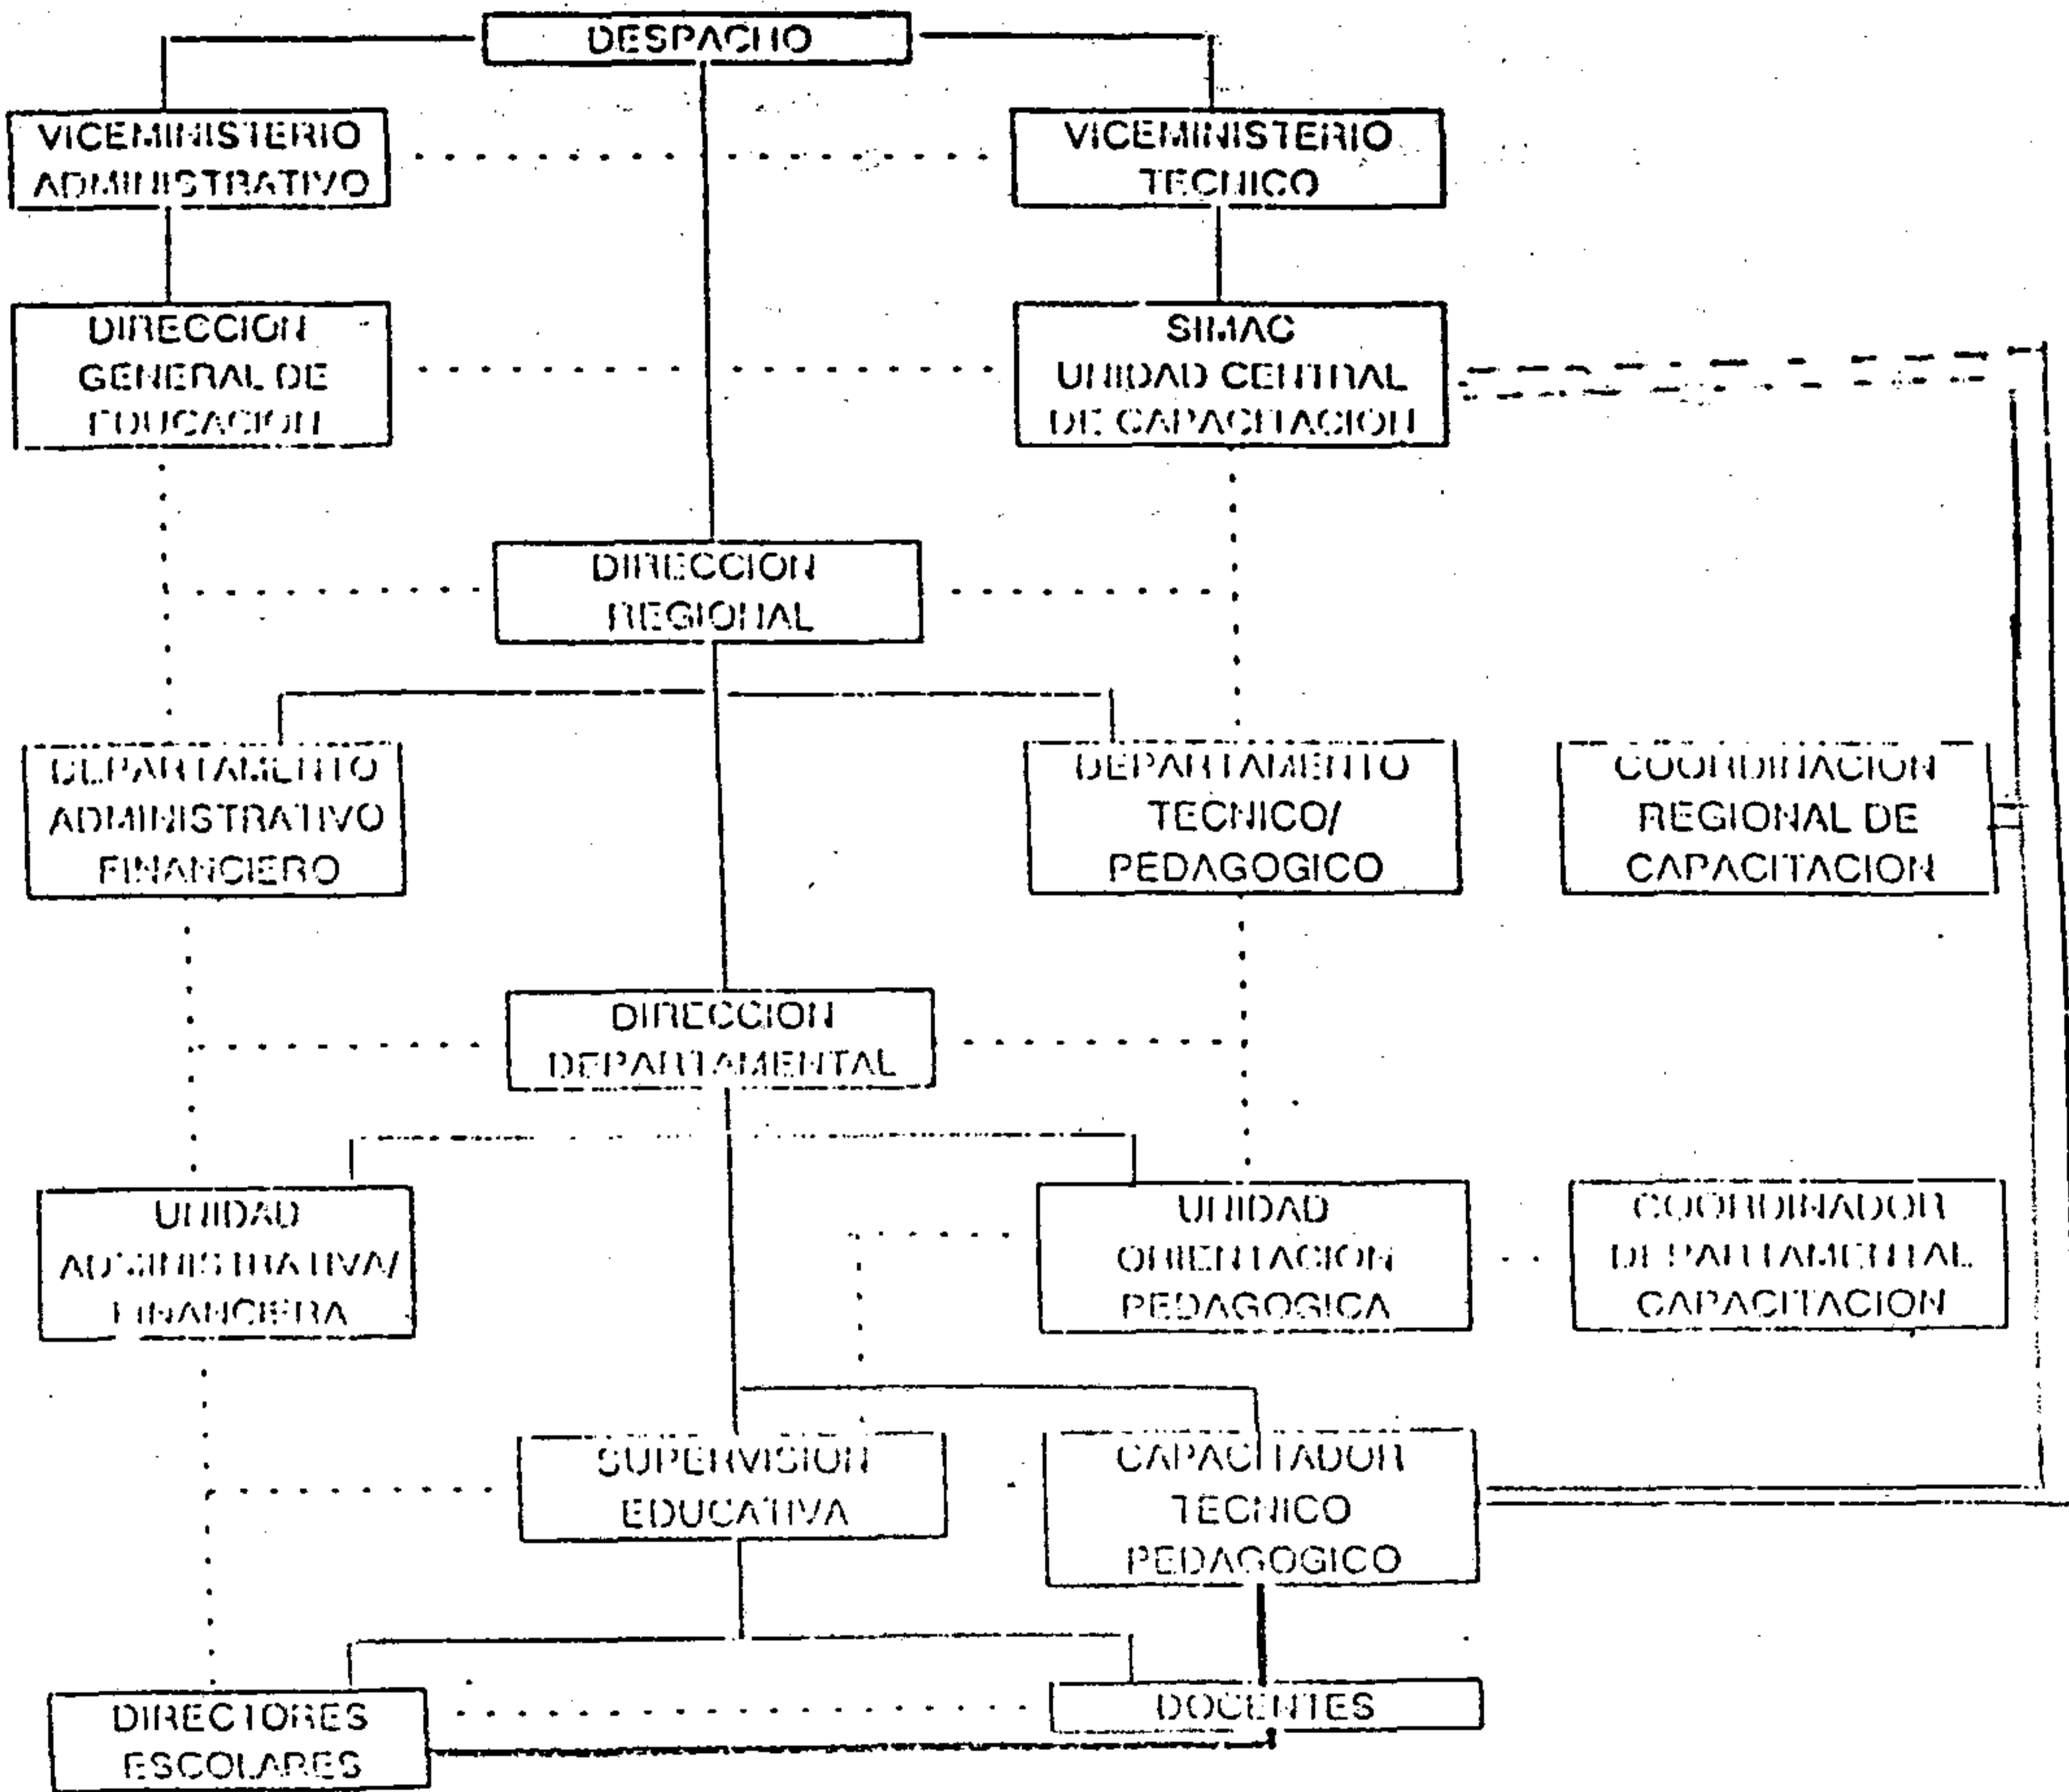 DESPACHO
VICEMINISTERIO
ADMINISTRATIVO
VICEMINISTERIO
TECNICO
DIRECCION
GENERAL DE
EDUCACION
SIMAC
UNIDAD CENTRAL
DE CAPACITACION
DIRECCION
REGIONAL
DEPARTAMENTO
ADMINISTRATIVO
FINANCIERO
DEPARTAMENTO
TECNICO/
PEDAGOGICO
COORDINACION
REGIONAL DE
CAPACITACION
DIRECCION
DEPARTAMENTAL
UNIDAD
ADMINISTRATIVA/
FINANCIERA
UNIDAD
ORIENTACION
PEDAGOGICA
COORDINADOR
DEPARTAMENTAL
CAPACITACION
SUPERVISION
EDUCATIVA
CAPACITADOR
TECNICO
PEDAGOGICO
DIRECTORES
ESCOLARES
DOCENTES